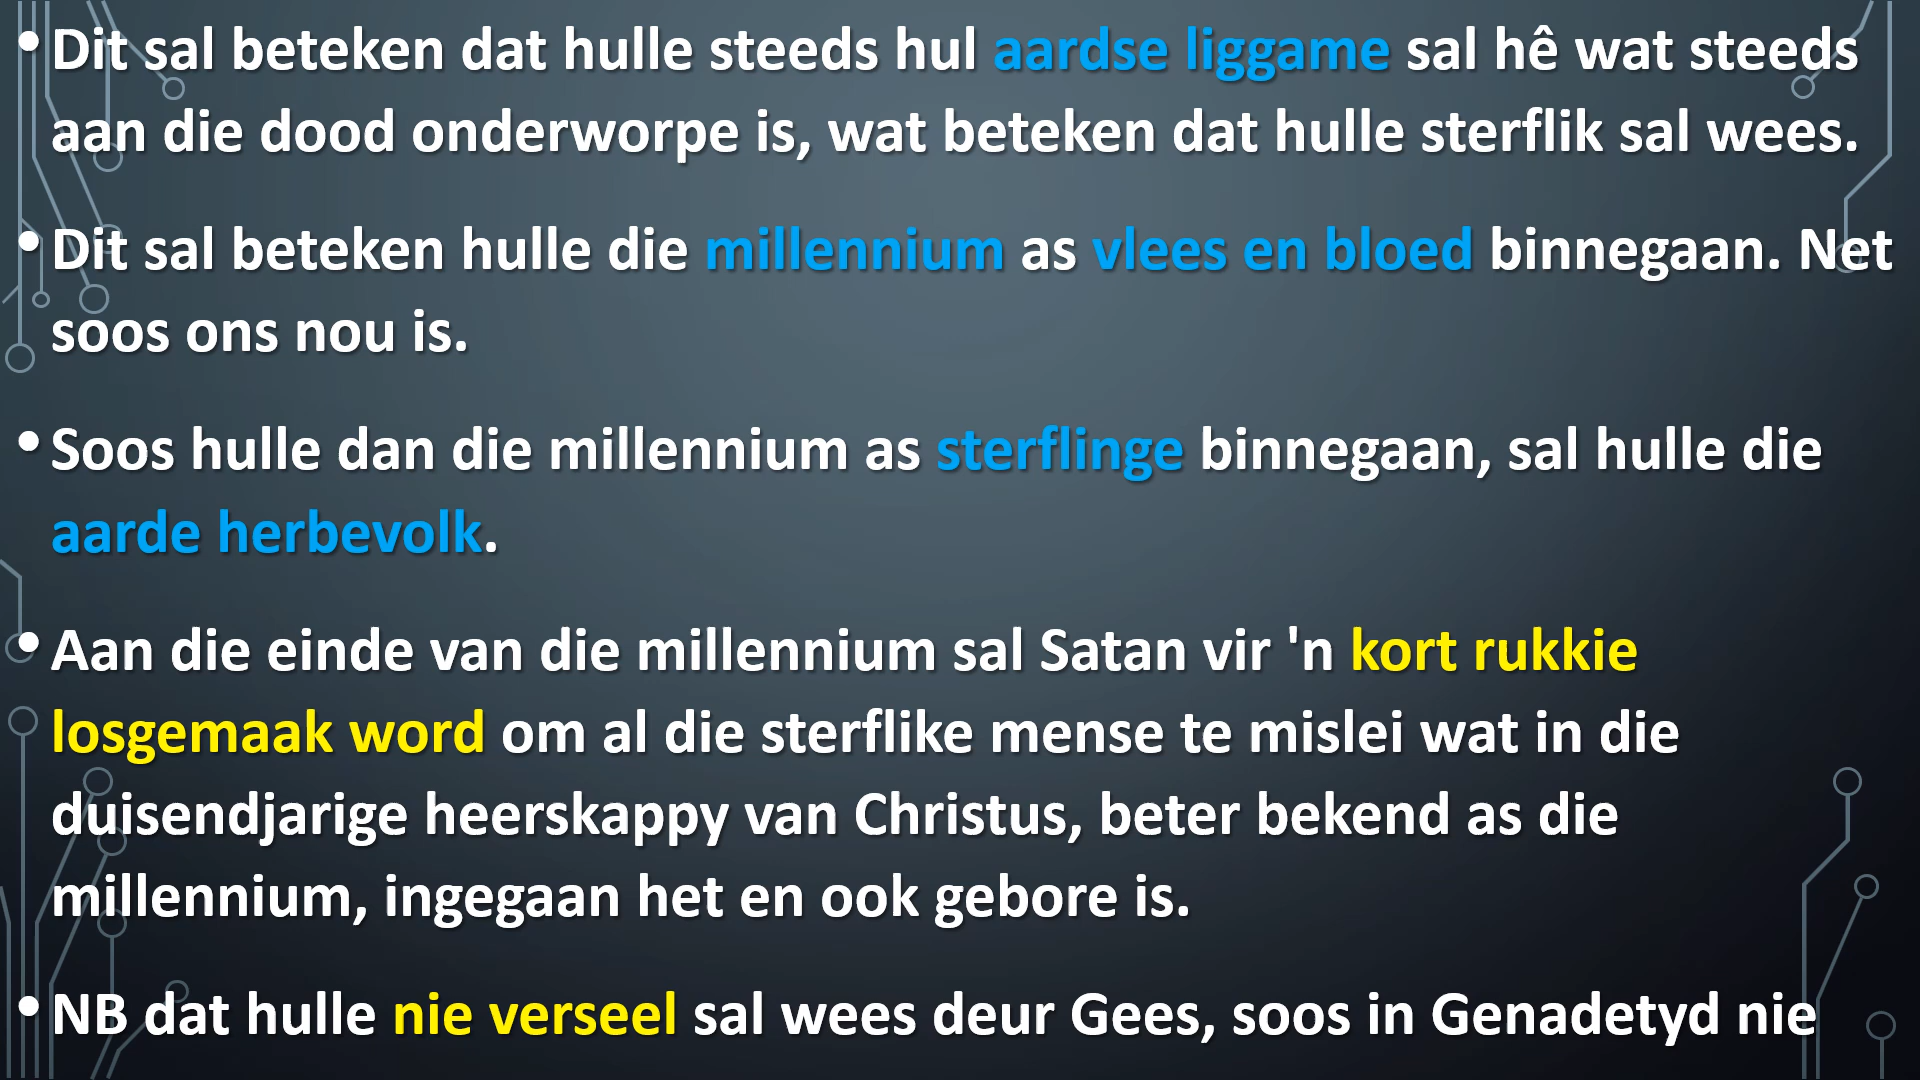 • Dit sal beteken dat hulle steeds hul aardse liggame sal hê wat steeds
aan die dood onderworpe is, wat beteken dat hulle sterflik sal wees.
• Dit sal beteken hulle die millennium as vlees en bloed binnegaan. Net
soos ons nou is.
• Soos hulle dan die millennium as sterflinge binnegaan, sal hulle die
aarde herbevolk.
• Aan die einde van die millennium sal Satan vir 'n kort rukkie
losgemaak word om al die sterflike mense te mislei wat in die
duisendjarige heerskappy van Christus, beter bekend as die
millennium, ingegaan het en ook gebore is.
• NB dat hulle nie verseel sal wees deur Gees, soos in Genadetyd nie